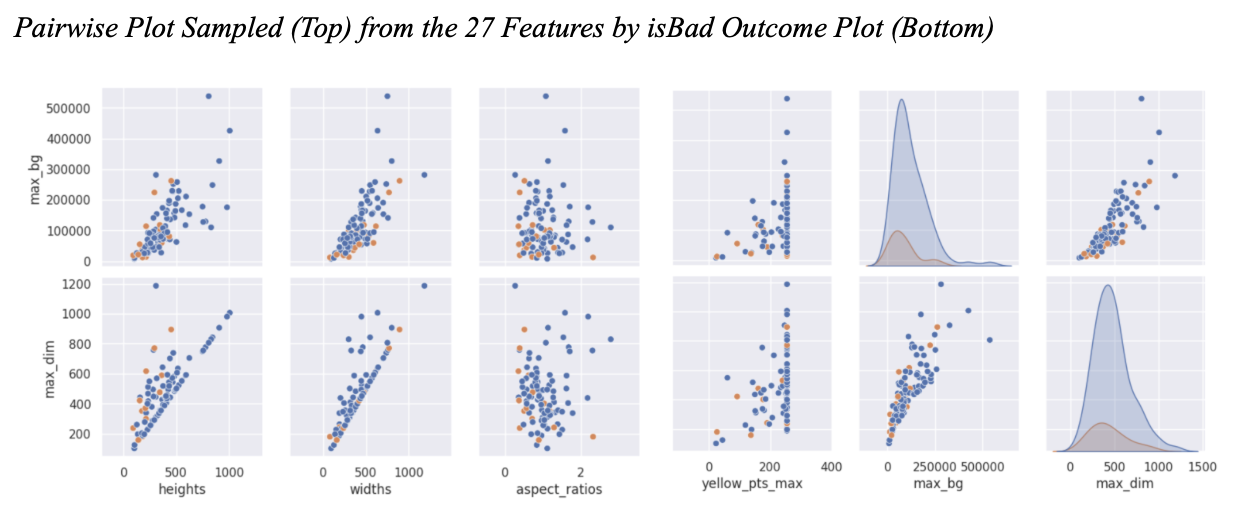 Pairwise Plot Sampled (Top) from the 27 Features by isBad Outcome Plot (Bottom)
500000
400000
300000
200000
100000
0
max_bg
1200
1000
800
600
400
200
max_dim
0 500 1000
heights
0 500 1000
widths
0 2
aspect_ratios
0 200 400
yellow_pts_max
0 250000 500000
max_bg
0 500 1000 1500
max_dim